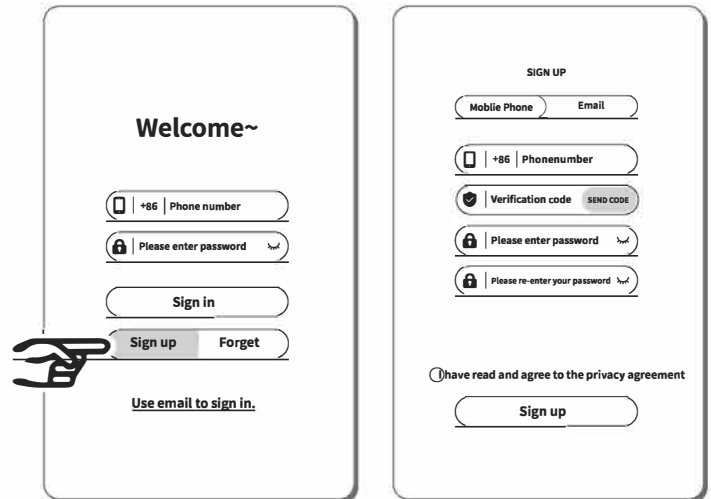 Welcome~
+86 Phone number
Please enter password
Sign in
Sign up Forget
Use email to sign in.
SIGN UP
Moblie Phone Email
+86 Phonenumber
Verification code SEND CODE
Please enter password
Please re-enter your password
I have read and agree to the privacy agreement
Sign up